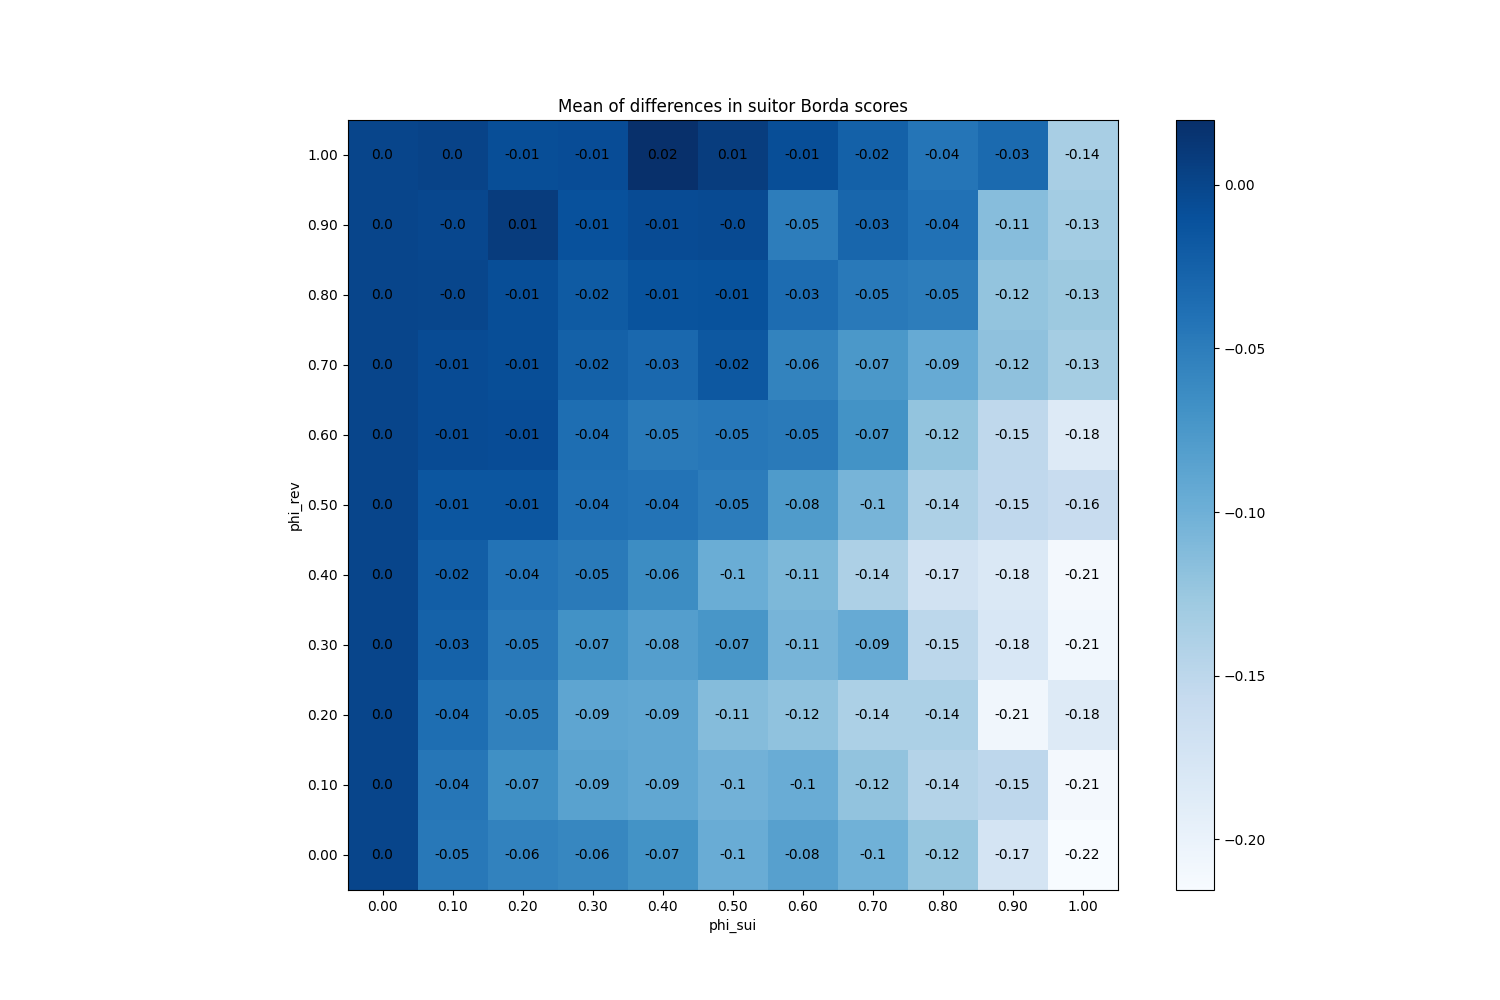 Mean of differences in suitor Borda scores
1.00 0.0 0.0 -0.01 -0.01 0.02 0.01 -0.01 -0.02 -0.04 -0.03 -0.14
0.90 0.0 -0.0 0.01 -0.01 -0.01 -0.0 -0.05 -0.03 -0.04 -0.11 -0.13
0.80 0.0 -0.0 -0.01 -0.02 -0.01 -0.01 -0.03 -0.05 -0.05 -0.12 -0.13
0.70 0.0 -0.01 -0.01 -0.02 -0.03 -0.02 -0.06 -0.07 -0.09 -0.12 -0.13
0.60 0.0 -0.01 -0.01 -0.04 -0.05 -0.05 -0.05 -0.07 -0.12 -0.15 -0.18
0.50 0.0 -0.01 -0.01 -0.04 -0.04 -0.05 -0.08 -0.1 -0.14 -0.15 -0.16
0.40 0.0 -0.02 -0.04 -0.05 -0.06 -0.1 -0.11 -0.14 -0.17 -0.18 -0.21
0.30 0.0 -0.03 -0.05 -0.07 -0.08 -0.07 -0.11 -0.09 -0.15 -0.18 -0.21
0.20 0.0 -0.04 -0.05 -0.09 -0.09 -0.11 -0.12 -0.14 -0.14 -0.21 -0.18
0.10 0.0 -0.04 -0.07 -0.09 -0.09 -0.1 -0.1 -0.12 -0.14 -0.15 -0.21
0.00 0.0 -0.05 -0.06 -0.06 -0.07 -0.1 -0.08 -0.1 -0.12 -0.17 -0.22
0.00 0.10 0.20 0.30 0.40 0.50 0.60 0.70 0.80 0.90 1.00
phi_sui
phi_rev
0.00
−0.05
−0.10
−0.15
−0.20